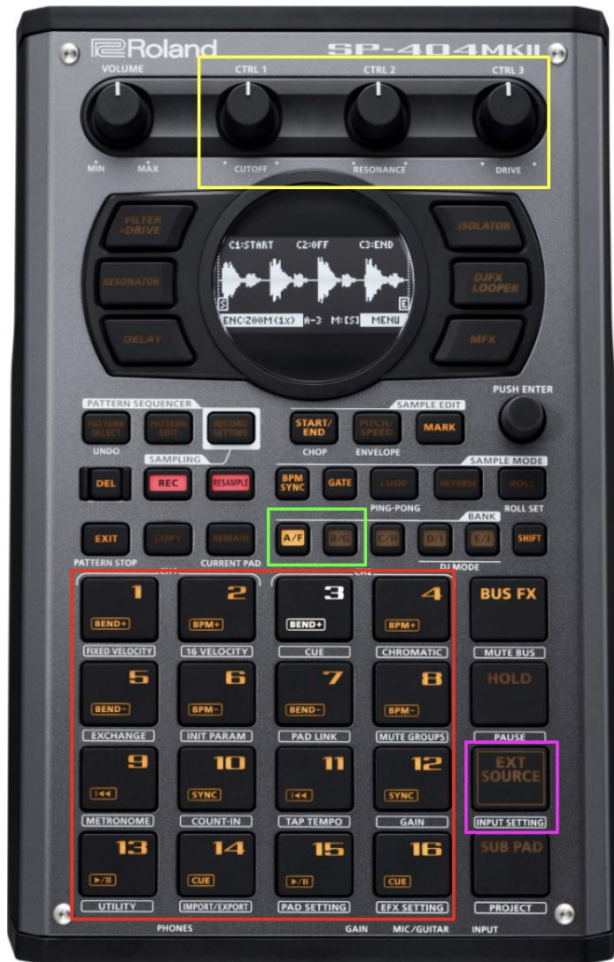 Roland
SP-404MKII
VOLUME
CTRL 1
CTRL 2
CTRL 3
MIN
MAX
CUTOFF
RESONANCE
DRIVE
FILTER
+DRIVE
ISOLATOR
RESONATOR
DJFX
LOOPER
DELAY
MFX
C1:START C2:OFF C3:END
S
E
ENC:ZOOM(1x) A-3 M:[S] MENU
PUSH ENTER
PATTERN SEQUENCER
SAMPLE EDIT
PATTERN
SELECT
PATTERN
EDIT
RECORD
SETTING
START/
END
PITCH/
SPEED
MARK
UNDO
CHOP
ENVELOPE
SAMPLING
SAMPLE MODE
DEL
REC
RESAMPLE
BPM
SYNC
GATE
LOOP
REVERSE
ROLL
PING-PONG
ROLL SET
BANK
EXIT
COPY
REMAIN
A/F
B/G
C/H
D/I
E/J
SHIFT
PATTERN STOP
CH1
CURRENT PAD
CH2
DJ MODE
1
BEND+
FIXED VELOCITY
2
BPM+
16 VELOCITY
3
BEND+
CUE
4
BPM+
CHROMATIC
BUS FX
MUTE BUS
5
BEND-
EXCHANGE
6
BPM-
INIT PARAM
7
BEND-
PAD LINK
8
BPM-
MUTE GROUPS
HOLD
PAUSE
9
METRONOME
10
SYNC
COUNT-IN
11
TAP TEMPO
12
SYNC
GAIN
EXT
SOURCE
INPUT SETTING
13
UTILITY
14
CUE
IMPORT/EXPORT
15
PAD SETTING
16
CUE
EFX SETTING
SUB PAD
PROJECT
PHONES
GAIN
MIC/GUITAR
INPUT